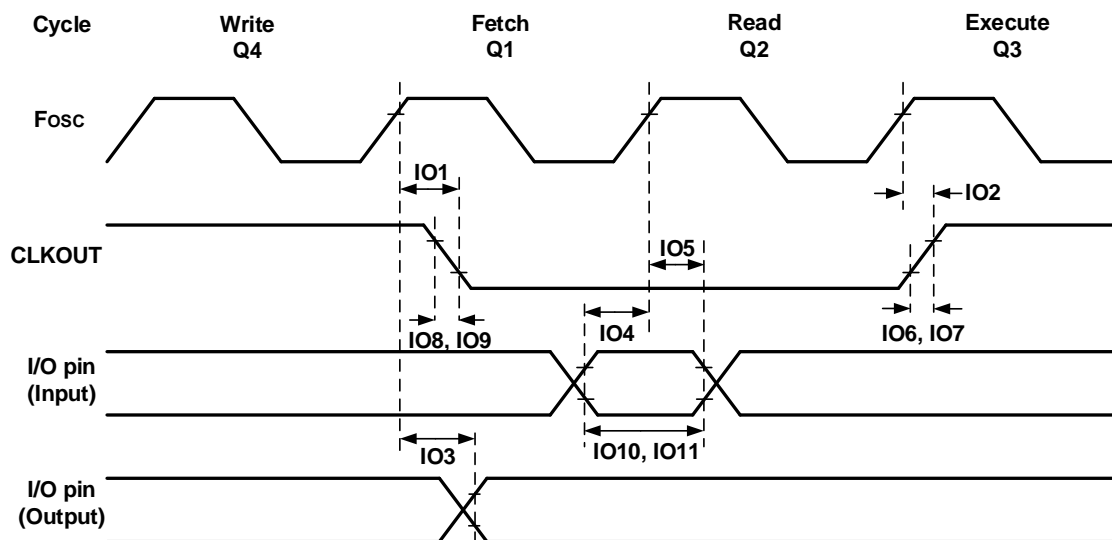 Cycle Write Fetch Read Execute
Q4 Q1 Q2 Q3
Fosc
IO1
IO2
CLKOUT
IO5
IO4
IO8, IO9
IO6, IO7
I/O pin
(Input)
IO10, IO11
IO3
I/O pin
(Output)